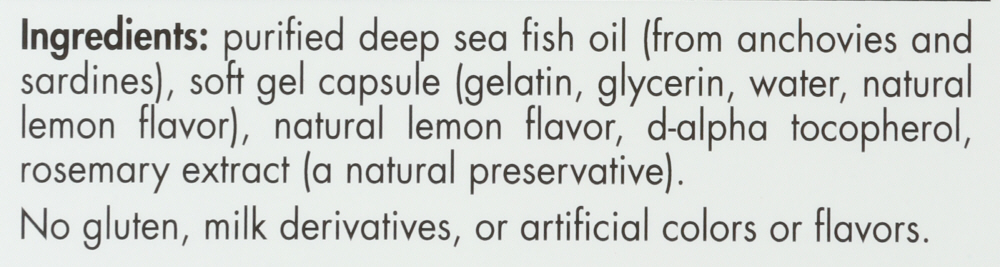 Ingredients: purified deep sea fish oil (from anchovies and
sardines), soft gel capsule (gelatin, glycerin, water, natural
lemon flavor), natural lemon flavor, d-alpha tocopherol,
rosemary extract (a natural preservative).
No gluten, milk derivatives, or artificial colors or flavors.